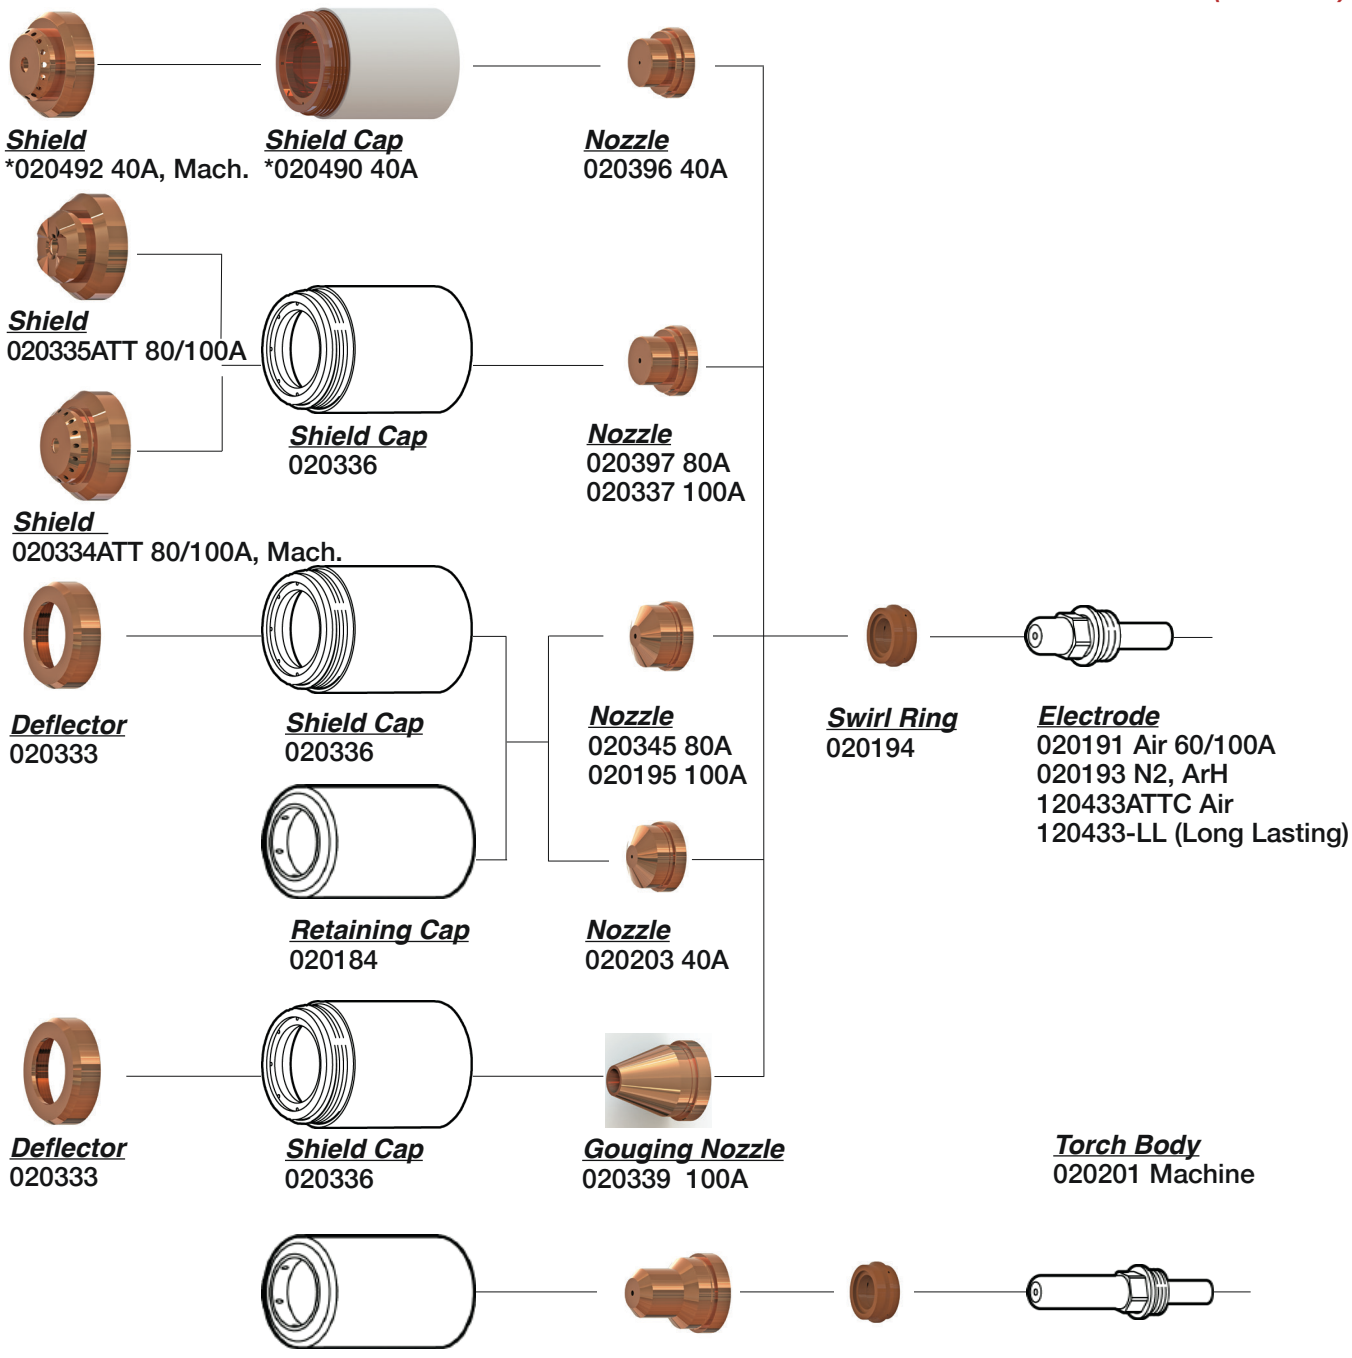 Shield
*020492 40A, Mach.
Shield Cap
*020490 40A
Nozzle
020396 40A
Shield
020335ATT 80/100A
Shield Cap
020336
Nozzle
020397 80A
020337 100A
Shield
020334ATT 80/100A, Mach.
Deflector
020333
Shield Cap
020336
Nozzle
020345 80A
020195 100A
Swirl Ring
020194
Electrode
020191 Air 60/100A
020193 N2, ArH
120433ATTC Air
120433-LL (Long Lasting)
Retaining Cap
020184
Nozzle
020203 40A
Deflector
020333
Shield Cap
020336
Gouging Nozzle
020339 100A
Torch Body
020201 Machine